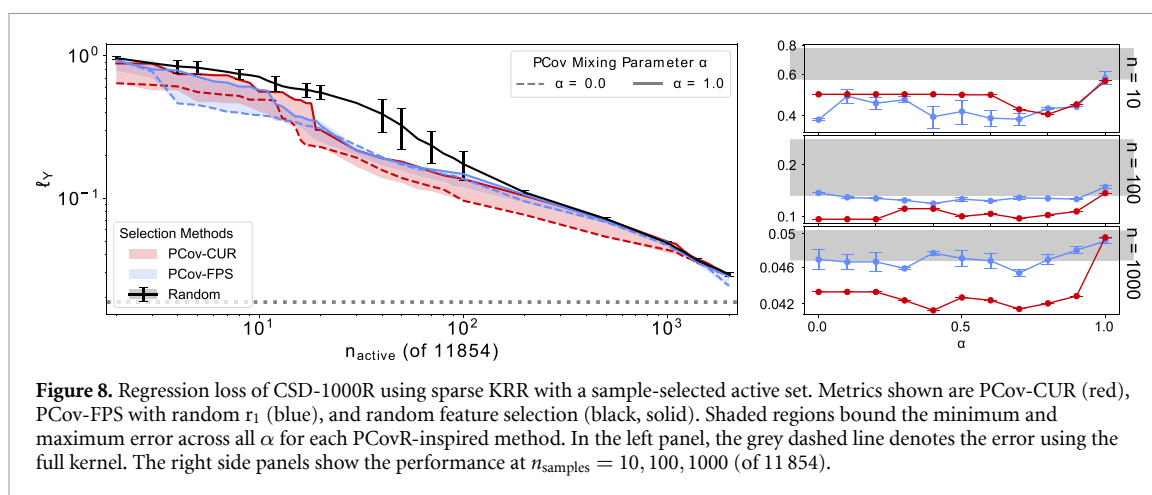 10⁰
10⁻¹
ℓ_Y
PCov Mixing Parameter α
α = 0.0
α = 1.0
Selection Methods
PCov-CUR
PCov-FPS
Random
10¹
10²
10³
n_active (of 11854)
0.8
0.6
0.4
n = 10
0.2
0.1
n = 100
0.05
0.046
0.042
n = 1000
0.0
0.5
1.0
α
Figure 8. Regression loss of CSD-1000R using sparse KRR with a sample-selected active set. Metrics shown are PCov-CUR (red),
PCov-FPS with random r₁ (blue), and random feature selection (black, solid). Shaded regions bound the minimum and
maximum error across all α for each PCovR-inspired method. In the left panel, the grey dashed line denotes the error using the
full kernel. The right side panels show the performance at n_samples = 10, 100, 1000 (of 11 854).